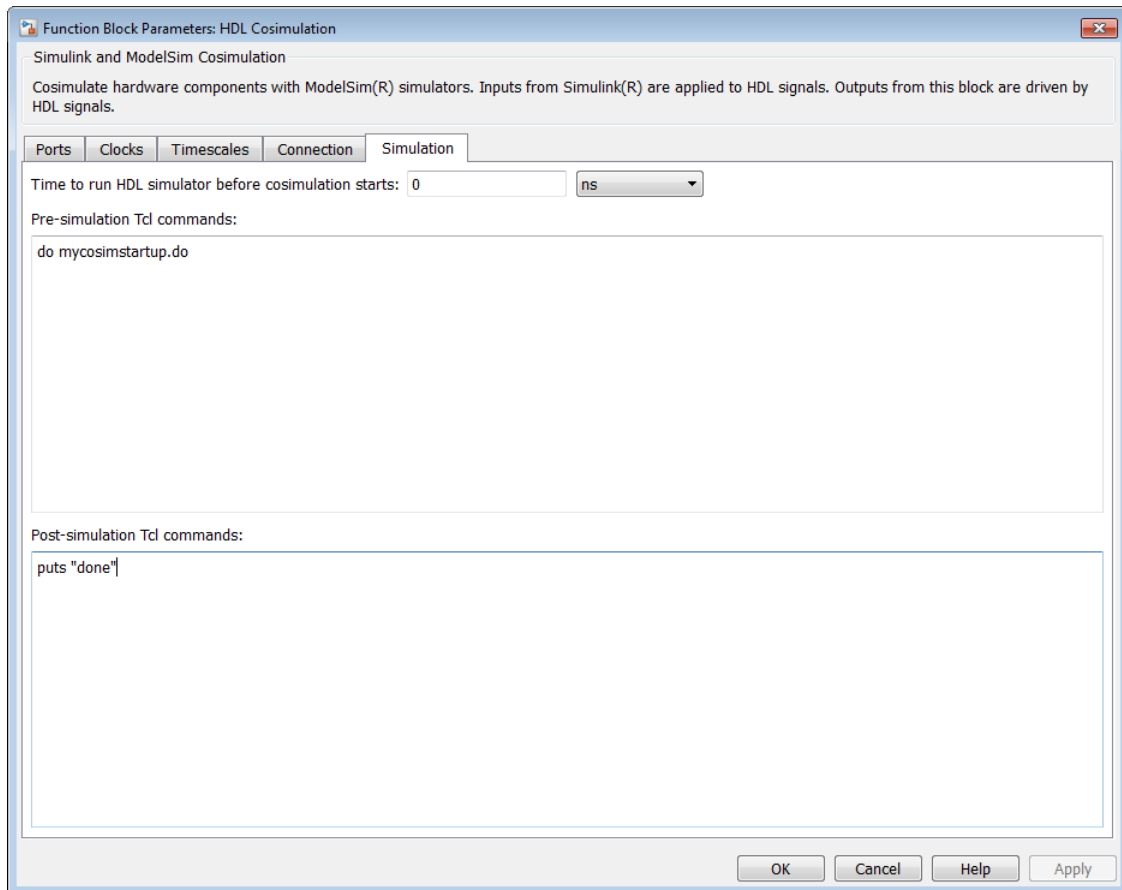 Function Block Parameters: HDL Cosimulation
Simulink and ModelSim Cosimulation
Cosimulate hardware components with ModelSim(R) simulators. Inputs from Simulink(R) are applied to HDL signals. Outputs from this block are driven by
HDL signals.
Ports Clocks Timescales Connection Simulation
Time to run HDL simulator before cosimulation starts: 0 ns
Pre-simulation Tcl commands:
do mycosimstartup.do
Post-simulation Tcl commands:
puts "done"
OK Cancel Help Apply